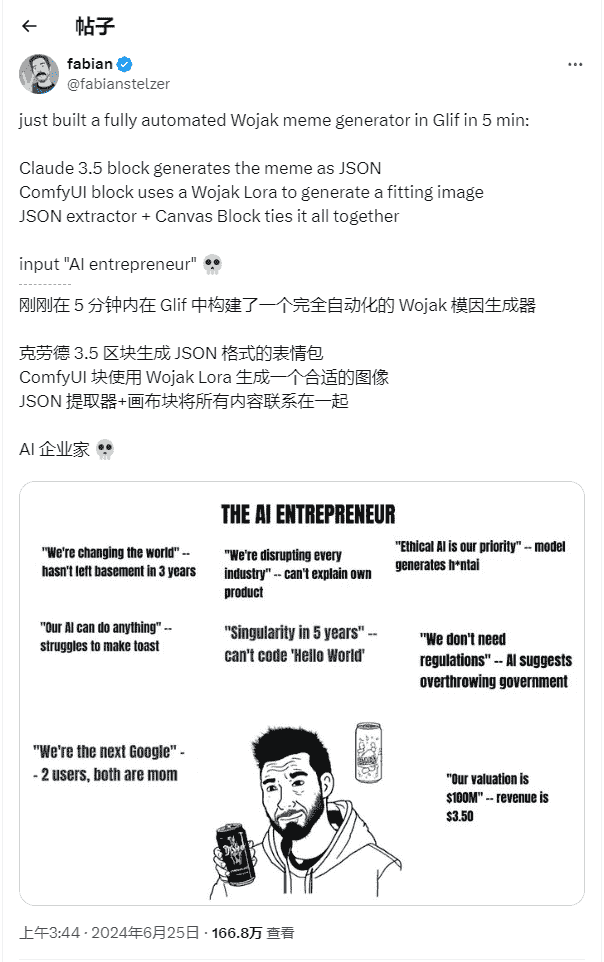 帖子
fabian
@fabianstelzer
just built a fully automated Wojak meme generator in Glif in 5 min:
Claude 3.5 block generates the meme as JSON
ComfyUI block uses a Wojak Lora to generate a fitting image
JSON extractor + Canvas Block ties it all together
input "AI entrepreneur" 💀
刚刚在 5 分钟内在 Glif 中构建了一个完全自动化的 Wojak 模因生成器
克劳德 3.5 区块生成 JSON 格式的表情包
ComfyUI 块使用 Wojak Lora 生成一个合适的图像
JSON 提取器+画布块将所有内容联系在一起
AI 企业家 💀
THE AI ENTREPRENEUR
"We're changing the world" --
hasn't left basement in 3 years
"We're disrupting every
industry" -- can't explain own
product
"Ethical AI is our priority" -- model
generates h*ntai
"Our AI can do anything" --
struggles to make toast
"Singularity in 5 years" --
can't code 'Hello World'
"We don't need
regulations" -- AI suggests
overthrowing government
"We're the next Google" -
- 2 users, both are mom
"Our valuation is
$100M" -- revenue is
$3.50
上午3:44 · 2024年6月25日 · 166.8万 查看